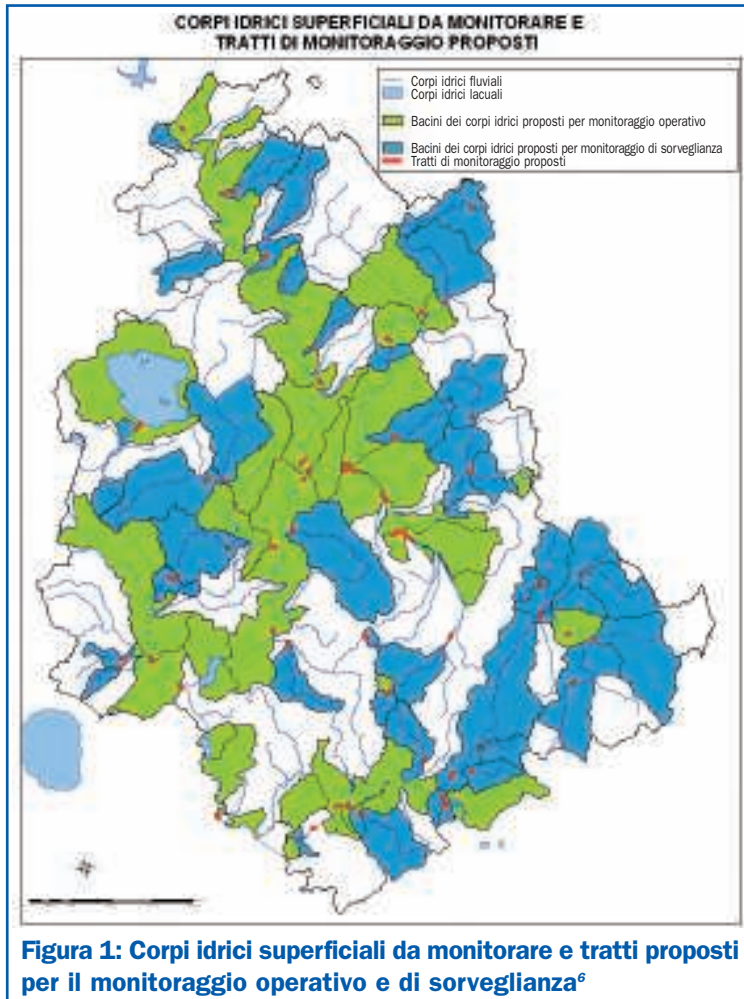 CORPI IDRICI SUPERFICIALI DA MONITORARE E
TRATTI DI MONITORAGGIO PROPOSTI
Corpi idrici fluviali
Corpi idrici lacuali
Bacini dei corpi idrici proposti per monitoraggio operativo
Bacini dei corpi idrici proposti per monitoraggio di sorveglianza
Tratti di monitoraggio proposti
Figura 1: Corpi idrici superficiali da monitorare e tratti proposti
per il monitoraggio operativo e di sorveglianza⁶